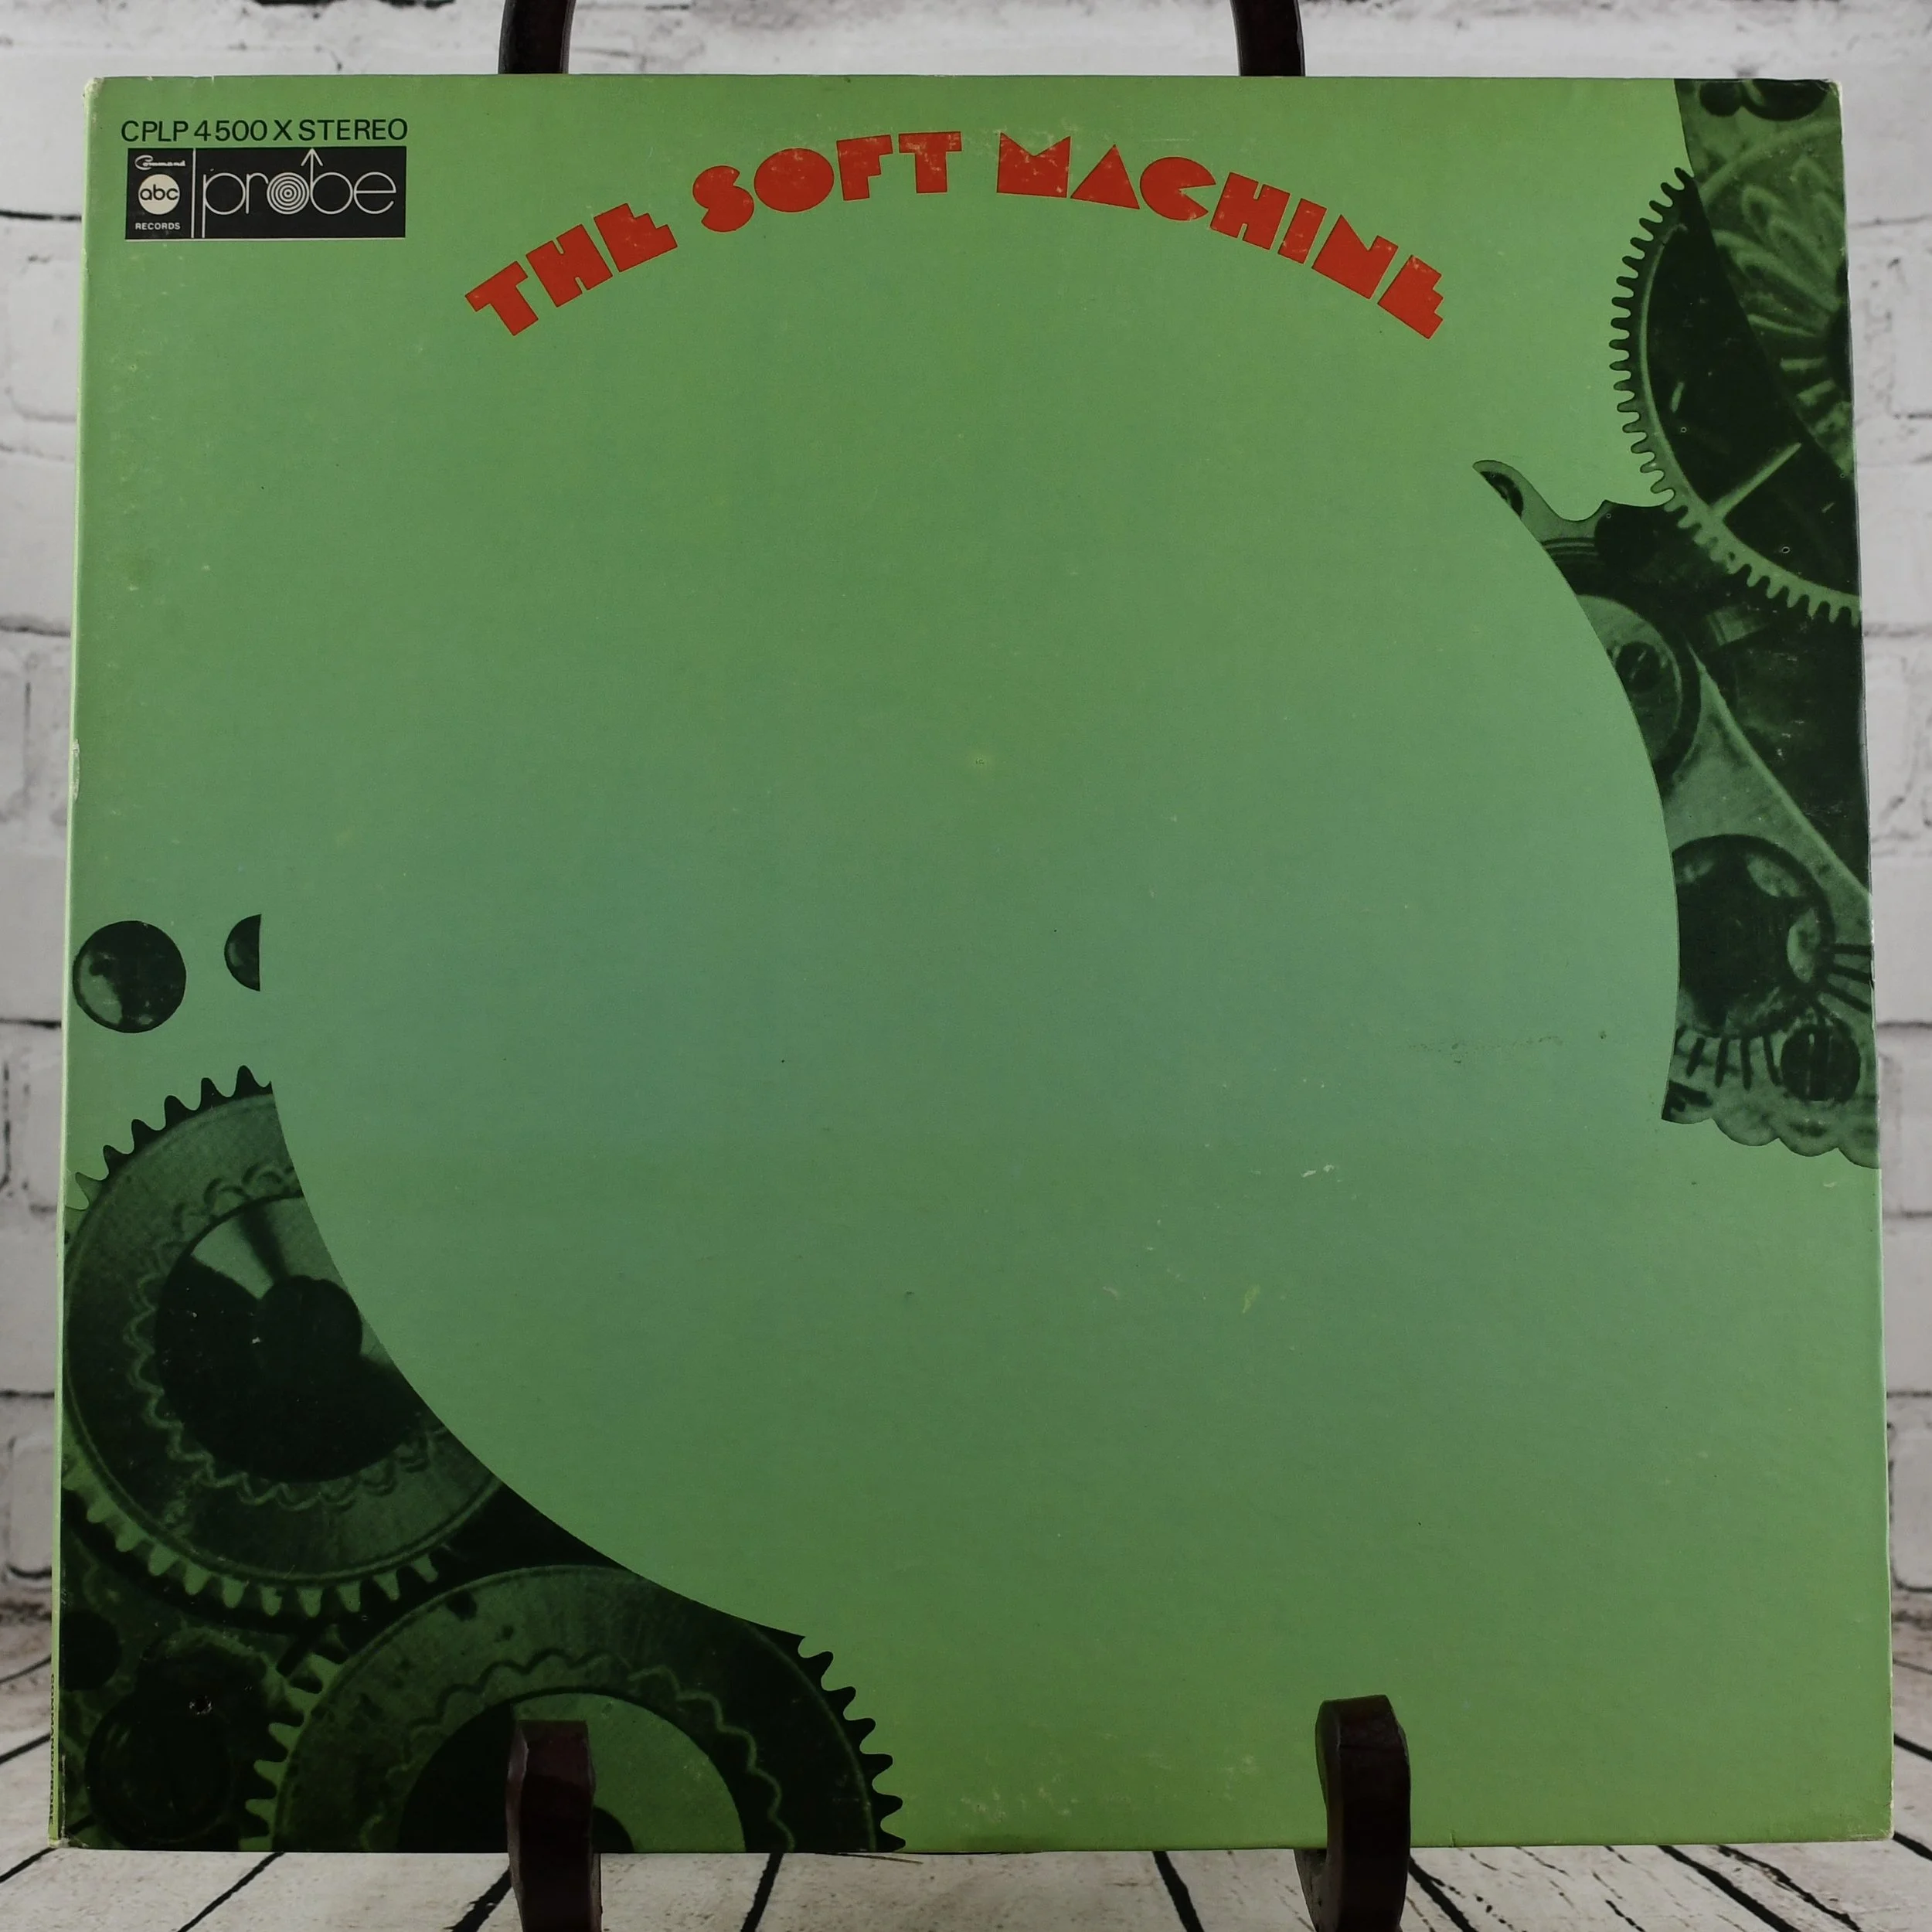 CPLP 4500 X STEREO
Command
abc
RECORDS
probe
THE SOFT MACHINE